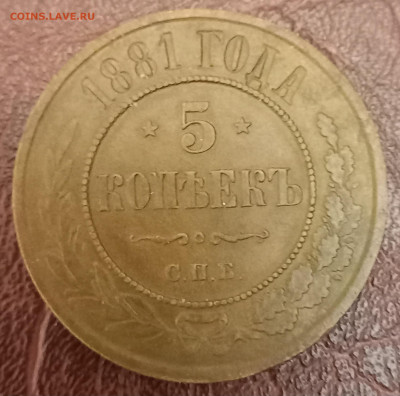 COINS.LAVE.RU
1881 ГОДА
5
КОПѢЕКЪ
С.П.Б.